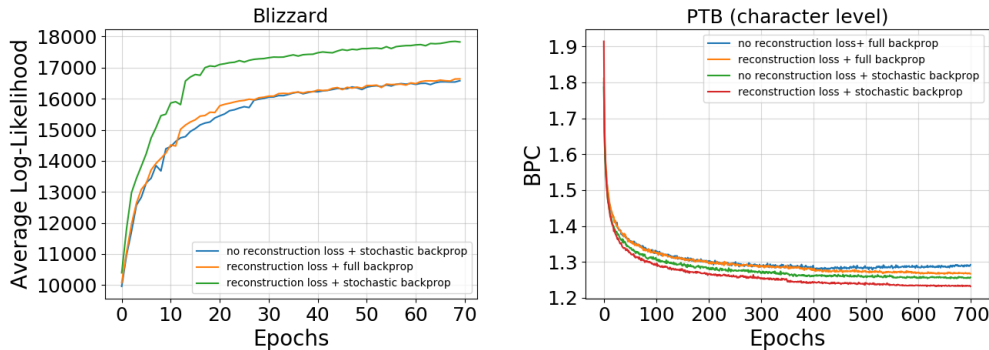 Blizzard
Average Log-Likelihood
18000
17000
16000
15000
14000
13000
12000
11000
10000
no reconstruction loss + stochastic backprop
reconstruction loss + full backprop
reconstruction loss + stochastic backprop
0 10 20 30 40 50 60 70
Epochs
PTB (character level)
BPC
1.9
1.8
1.7
1.6
1.5
1.4
1.3
1.2
no reconstruction loss+ full backprop
reconstruction loss + full backprop
no reconstruction loss + stochastic backprop
reconstruction loss + stochastic backprop
0 100 200 300 400 500 600 700
Epochs